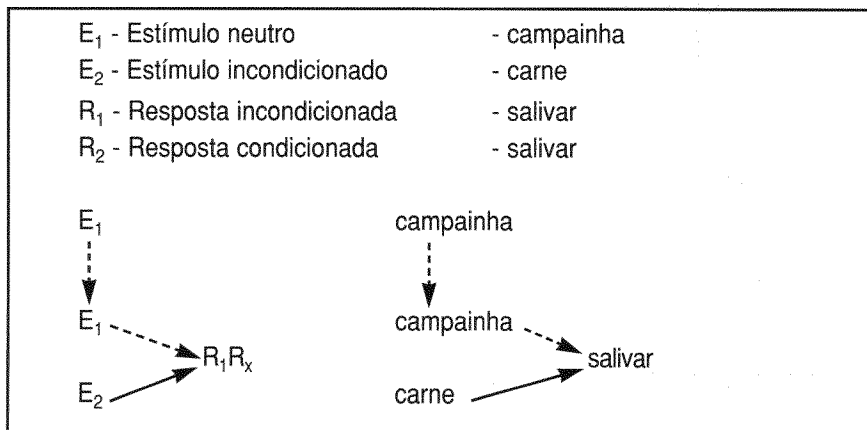 E₁ - Estímulo neutro - campainha
E₂ - Estímulo incondicionado - carne
R₁ - Resposta incondicionada - salivar
R₂ - Resposta condicionada - salivar
E₁ campainha
E₁ campainha
R₁Rₓ salivar
E₂ carne